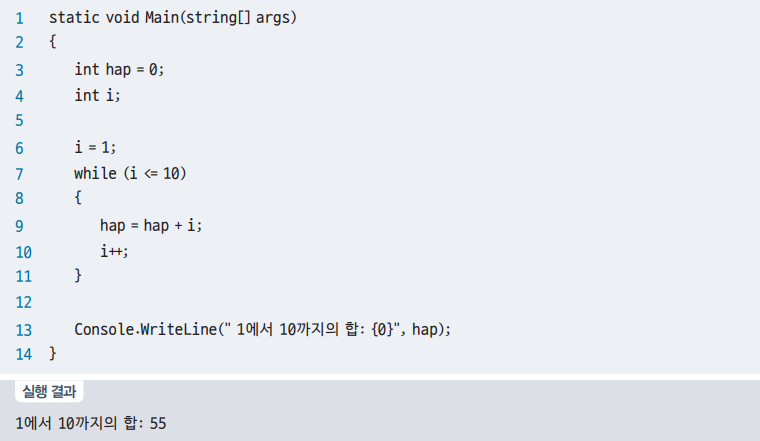 1 static void Main(string[] args)
2 {
3 int hap = 0;
4 int i;
5
6 i = 1;
7 while (i <= 10)
8 {
9 hap = hap + i;
10 i++;
11 }
12
13 Console.WriteLine(" 1에서 10까지의 합: {0}", hap);
14 }
실행 결과
1에서 10까지의 합: 55